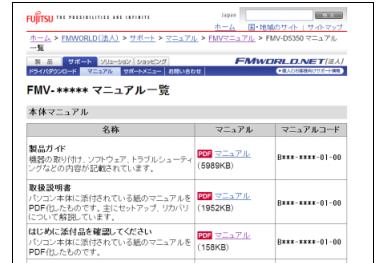 FUJITSU THE POSSIBILITIES ARE INFINITE
Japan
ホーム 国・地域のサイト | サイトマップ
ホーム > FMWORLD(法人) > サポート > マニュアル > FMVマニュアル > FMV-D5350 マニュアル
一覧
製品 サポート ソリューション ショッピング
FMWORLD.NET[法人]
ドライバダウンロード マニュアル サポートメニュー お問い合わせ
個人のお客様向けサポート情報
FMV-***** マニュアル一覧
本体マニュアル
名称 マニュアル マニュアルコード
製品ガイド
機器の取り付け、ソフトウェア、トラブルシューティ
ングなどの内容が記載されています。
PDF マニュアル
(5989KB)
B***-****-01-00
取扱説明書
パソコン本体に添付されている紙のマニュアルを
PDF化したものです。主にセットアップ、リカバリ
について解説しています。
PDF マニュアル
(1952KB)
B***-****-01-00
はじめに添付品を確認してください
パソコン本体に添付されている紙のマニュアルを
PDF化したものです。
PDF マニュアル
(158KB)
B***-****-01-00